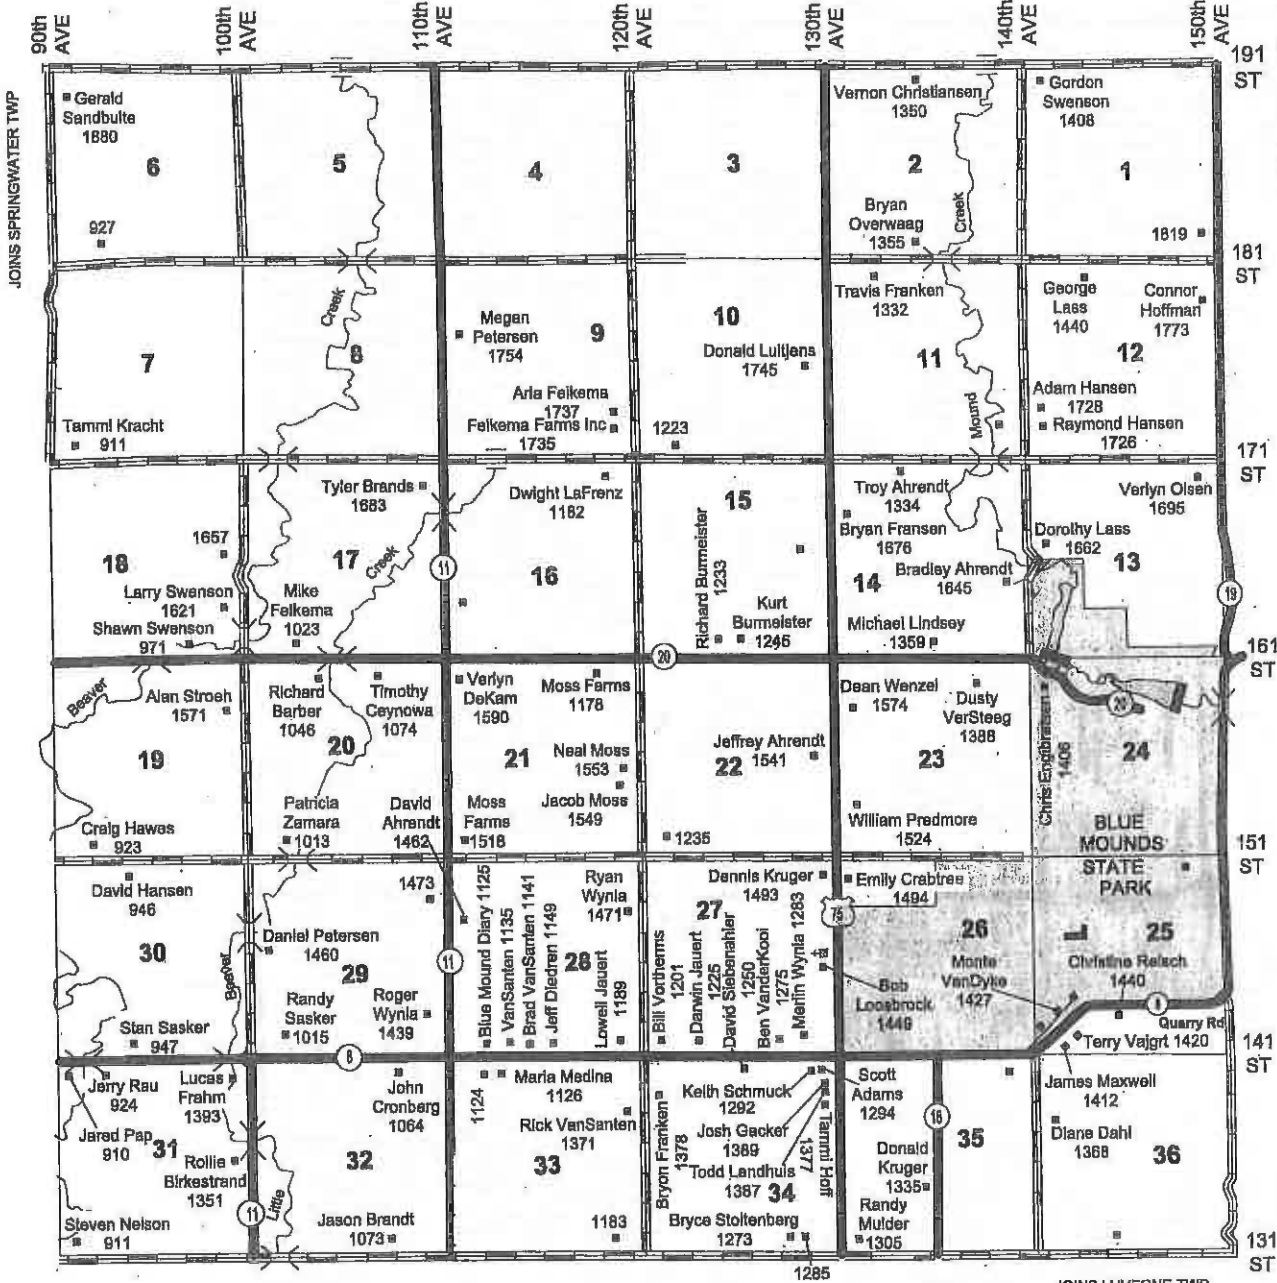 90th AVE
100th AVE
110th AVE
120th AVE
130th AVE
140th AVE
150th AVE
191 ST
JOINS SPRINGWATER TWP
Gerald
Sandbulte
1880
6
927
5
4
3
Vernon Christiansen
1350
2
Bryan
Overwaag
1355
Creek
Gordon
Swenson
1408
1
1819
181 ST
7
Tammi Kracht
911
Creek
8
Megan
Petersen
1754
9
Arla Felkema
1737
Felkema Farms Inc
1735
10
Donald Luitjens
1745
1223
Travis Franken
1332
11
Mound
George
Lass
1440
Connor
Hoffman
1773
12
Adam Hansen
1728
Raymond Hansen
1726
171 ST
1657
18
Larry Swenson
1621
Shawn Swenson
971
Tyler Brands
1683
17
Creek
Mike
Felkema
1023
11
Dwight LaFrenz
1182
16
15
Richard Burmeister
1233
Kurt
Burmeister
1246
Troy Ahrendt
1334
Bryan Fransen
1676
14
Bradley Ahrendt
1645
Michael Lindsey
1359
Verlyn Olsen
1695
Dorothy Lass
1662
13
19
20
161 ST
Beaver
Alan Stroeh
1571
19
Craig Hawes
923
Richard
Barber
1046
Timothy
Ceynowa
1074
20
Patricia
Zamara
1013
David
Ahrendt
1462
Verlyn
DeKam
1590
Moss Farms
1178
21
Neal Moss
1553
Jacob Moss
1549
Moss
Farms
1518
Jeffrey Ahrendt
1541
22
1235
Dean Wenzel
1574
Dusty
VerSteeg
1388
23
William Predmore
1524
Chris Engibretsen
1406
20
24
BLUE
MOUNDS
STATE
PARK
151 ST
David Hansen
946
30
Beaver
Stan Sasker
947
1473
Daniel Petersen
1460
29
Randy
Sasker
1015
Roger
Wynia
1439
11
Blue Mound Diary 1125
VanSanten 1135
Brad VanSanten 1141
Jeff Diedren 1149
Ryan
Wynia
1471
28
Lowell Jauert
1189
Dennis Kruger
1493
27
Bill Vortherms
1201
Darwin Jauert
1225
David Siebenahler
1250
Ben VanderKooi
1275
Merlin Wynia 1283
75
Emily Crabtree
1494
26
Monte
VanDyke
1427
Bob
Loosbrock
1449
25
Christine Reisch
1440
8
Quarry Rd
Terry Vajgrt 1420
141 ST
8
Jerry Rau
924
Lucas
Frahm
1393
Jared Pap
910
31
Rollie
Birkestrand
1351
Steven Nelson
911
11
Little
John
Cronberg
1064
32
Jason Brandt
1073
1124
Maria Medina
1126
Rick VanSanten
1371
33
1183
Bryon Franken
1378
Keith Schmuck
1292
Josh Gacker
1389
Todd Landhuis
1387
34
Tammi Hoff
1377
Bryce Stoltenberg
1273
1285
Scott
Adams
1294
Donald
Kruger
1335
Randy
Mulder
1305
18
35
James Maxwell
1412
Diane Dahl
1368
36
131 ST
JOINS LUVERNE TWP